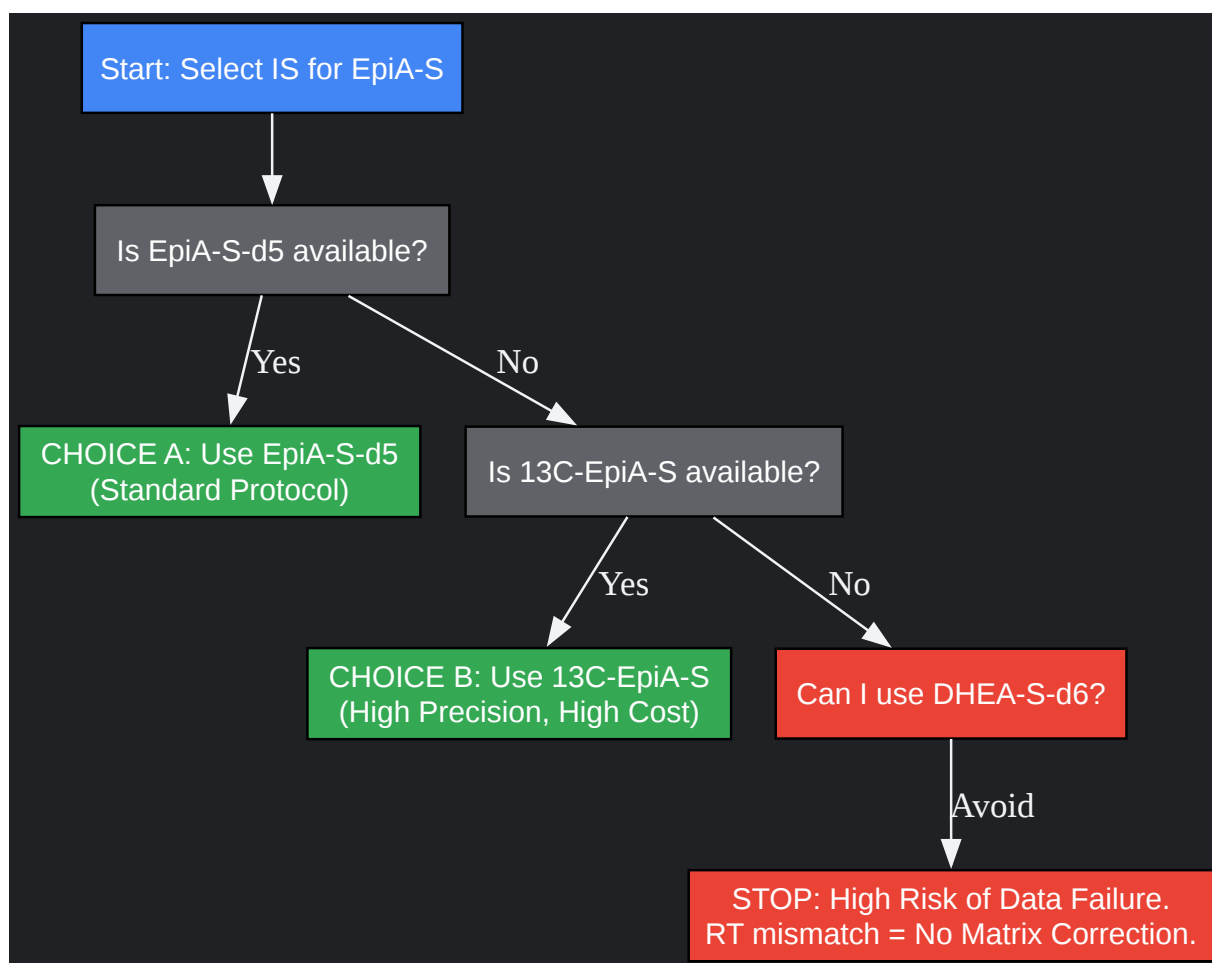 Start: Select IS for EpiA-S
Is EpiA-S-d5 available?
Yes
No
CHOICE A: Use EpiA-S-d5
(Standard Protocol)
Is 13C-EpiA-S available?
Yes
No
CHOICE B: Use 13C-EpiA-S
(High Precision, High Cost)
Can I use DHEA-S-d6?
Avoid
STOP: High Risk of Data Failure.
RT mismatch = No Matrix Correction.